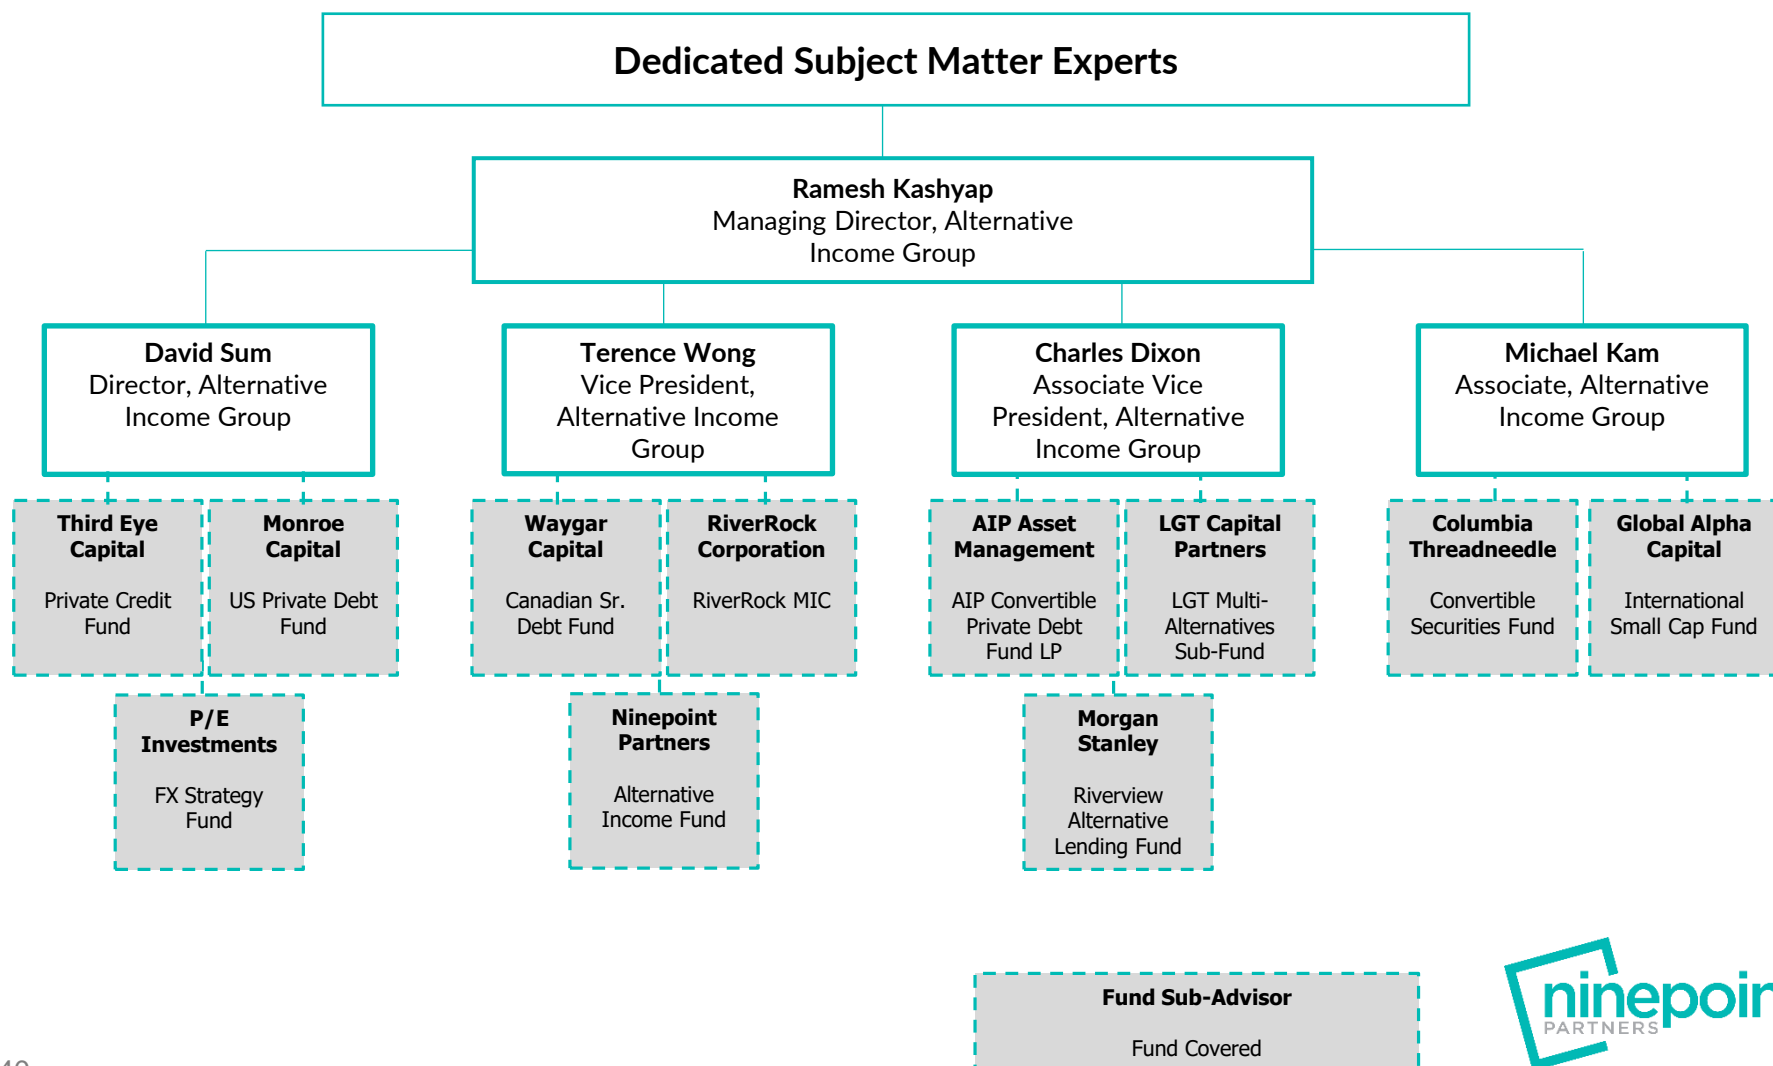 Dedicated Subject Matter Experts
Ramesh Kashyap
Managing Director, Alternative
Income Group
David Sum
Director, Alternative
Income Group
Terence Wong
Vice President,
Alternative Income
Group
Charles Dixon
Associate Vice
President, Alternative
Income Group
Michael Kam
Associate, Alternative
Income Group
Third Eye
Capital
Private Credit
Fund
Monroe
Capital
US Private Debt
Fund
Waygar
Capital
Canadian Sr.
Debt Fund
RiverRock
Corporation
RiverRock MIC
AIP Asset
Management
AIP Convertible
Private Debt
Fund LP
LGT Capital
Partners
LGT Multi-
Alternatives
Sub-Fund
Columbia
Threadneedle
Convertible
Securities Fund
Global Alpha
Capital
International
Small Cap Fund
P/E
Investments
FX Strategy
Fund
Ninepoint
Partners
Alternative
Income Fund
Morgan
Stanley
Riverview
Alternative
Lending Fund
Fund Sub-Advisor
Fund Covered
PARTNERS